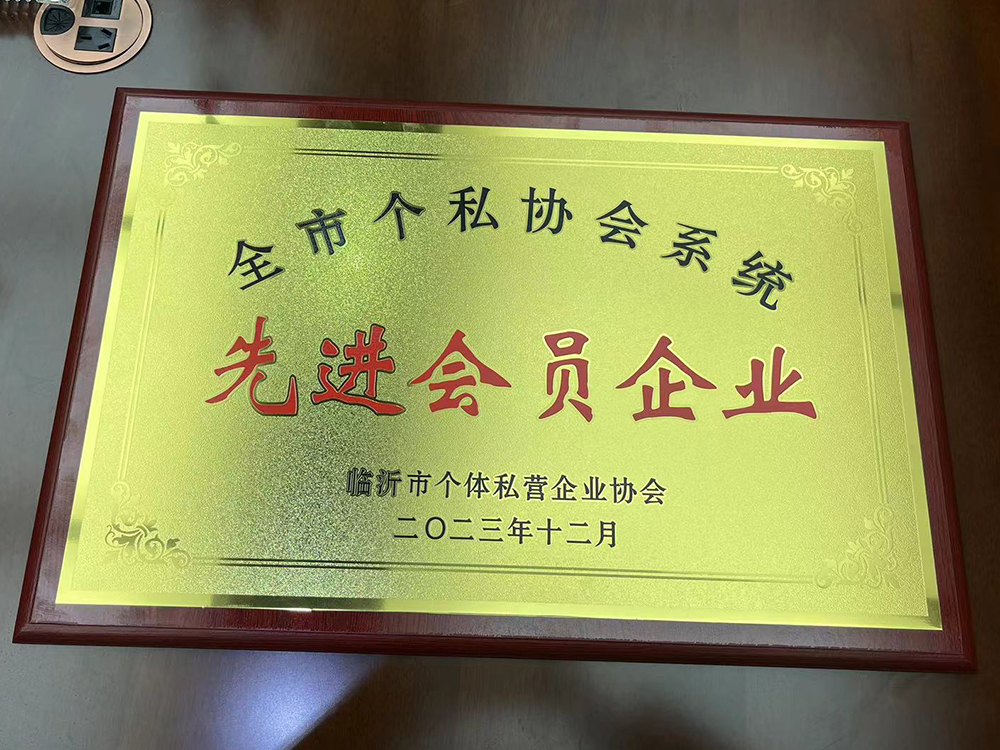 全市个私协会系统
先进会员企业
临沂市个体私营企业协会
二〇二三年十二月